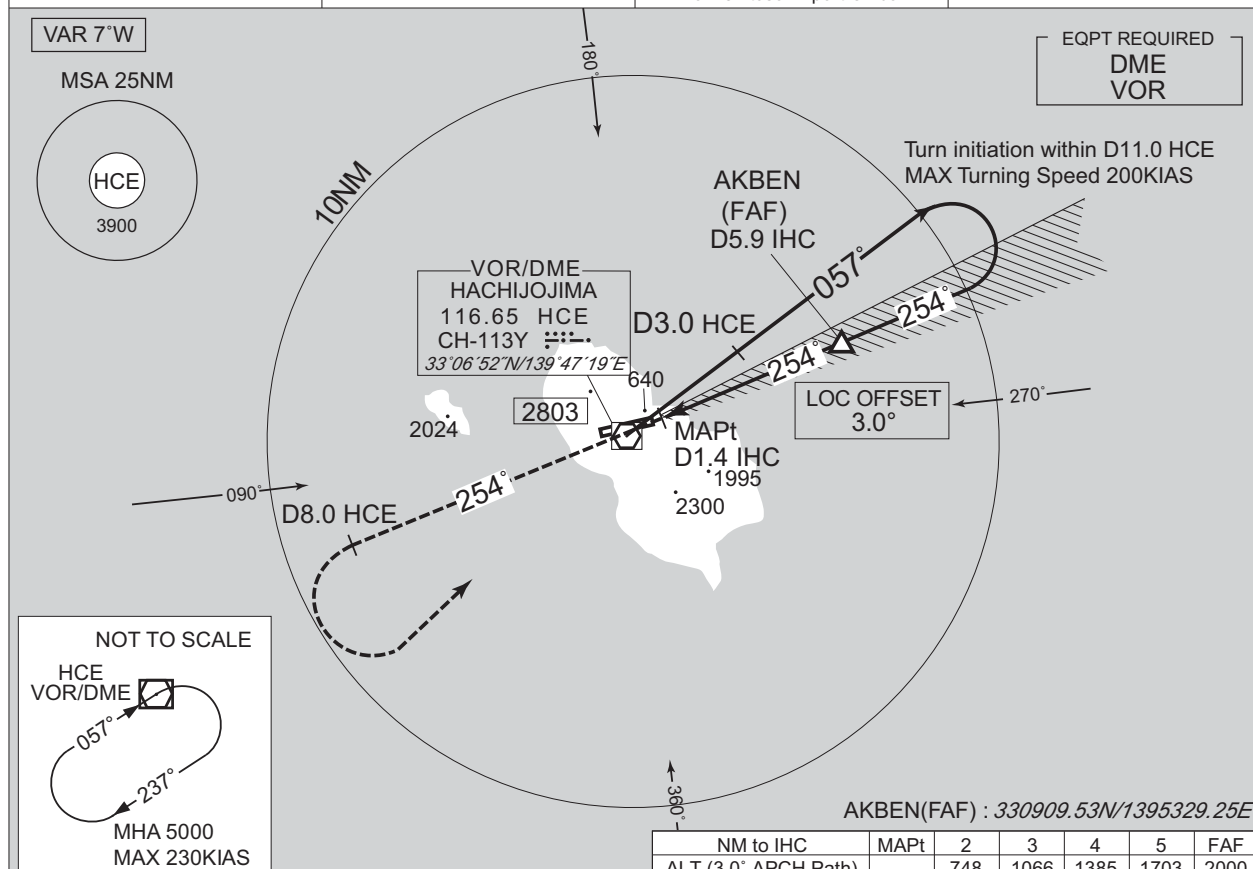 VAR 7°W
MSA 25NM
HCE
3900
10NM
180°
EQPT REQUIRED
DME
VOR
Turn initiation within D11.0 HCE
MAX Turning Speed 200KIAS
AKBEN
(FAF)
D5.9 IHC
057°
VOR/DME
HACHIJOJIMA
116.65 HCE
CH-113Y
33°06´52˝N/139°47´19˝E
D3.0 HCE
254°
254°
640
2803
2024
LOC OFFSET
3.0°
270°
MAPt
D1.4 IHC
1995
2300
090°
254°
D8.0 HCE
NOT TO SCALE
HCE
VOR/DME
057°
237°
MHA 5000
MAX 230KIAS
360°
AKBEN(FAF) : 330909.53N/1395329.25E
NM to IHC MAPt 2 3 4 5 FAF
ALT (3.0° APCH Path) 748 1066 1385 1703 2000